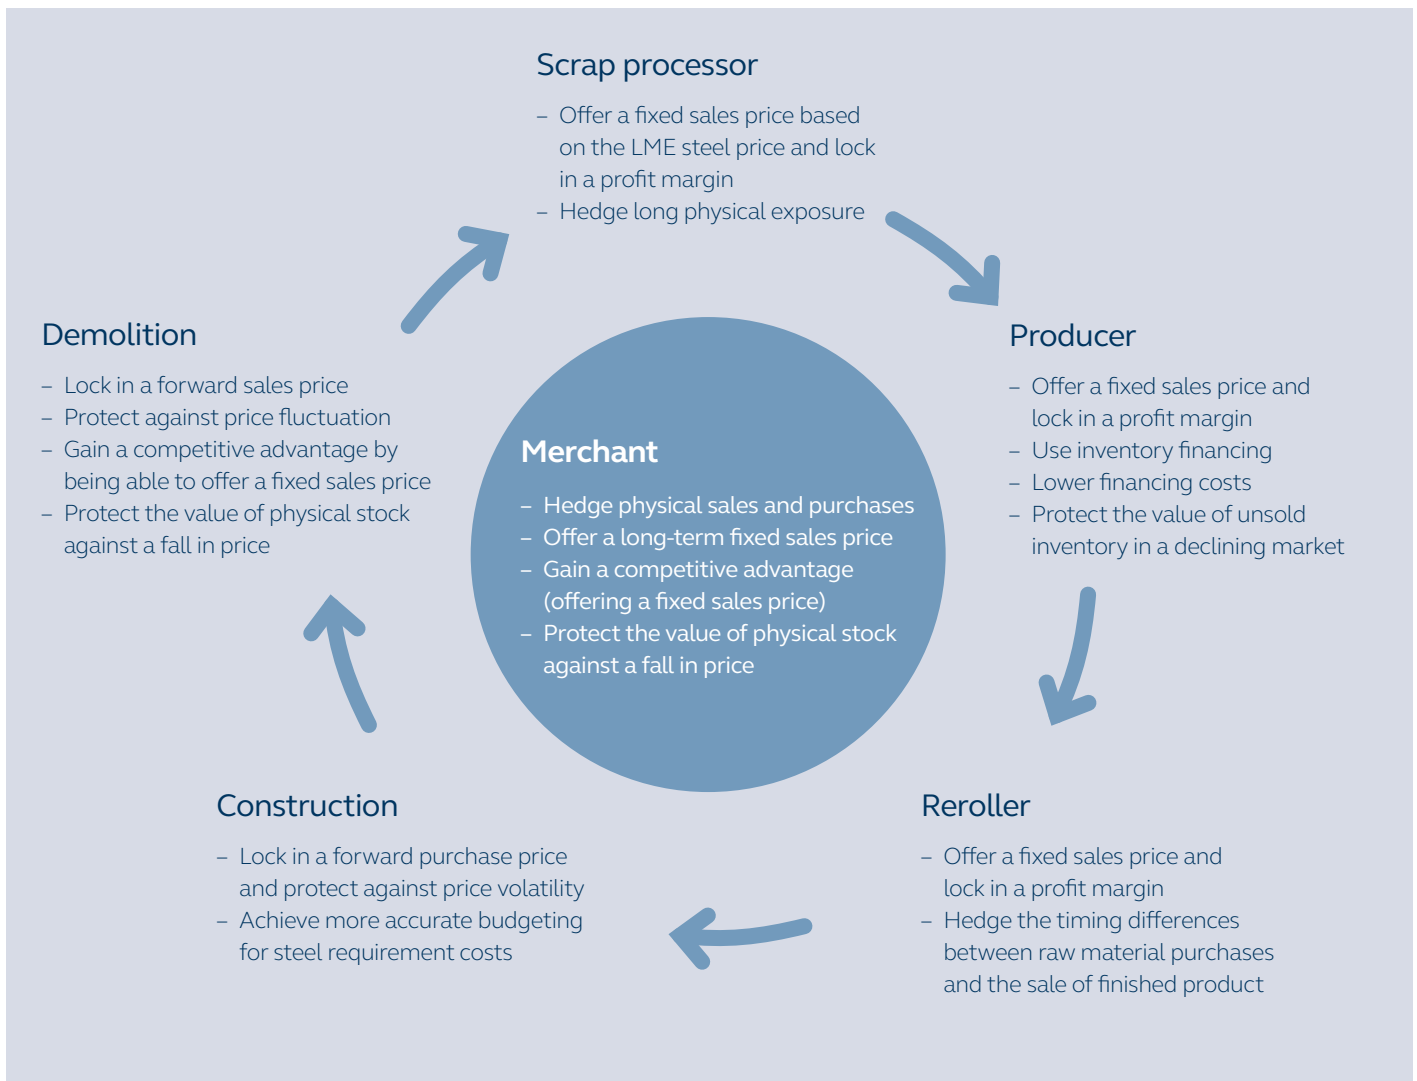 Scrap processor
– Offer a fixed sales price based
on the LME steel price and lock
in a profit margin
– Hedge long physical exposure
Demolition
– Lock in a forward sales price
– Protect against price fluctuation
– Gain a competitive advantage by
being able to offer a fixed sales price
– Protect the value of physical stock
against a fall in price
Producer
– Offer a fixed sales price and
lock in a profit margin
– Use inventory financing
– Lower financing costs
– Protect the value of unsold
inventory in a declining market
Merchant
– Hedge physical sales and purchases
– Offer a long-term fixed sales price
– Gain a competitive advantage
(offering a fixed sales price)
– Protect the value of physical stock
against a fall in price
Construction
– Lock in a forward purchase price
and protect against price volatility
– Achieve more accurate budgeting
for steel requirement costs
Reroller
– Offer a fixed sales price and
lock in a profit margin
– Hedge the timing differences
between raw material purchases
and the sale of finished product